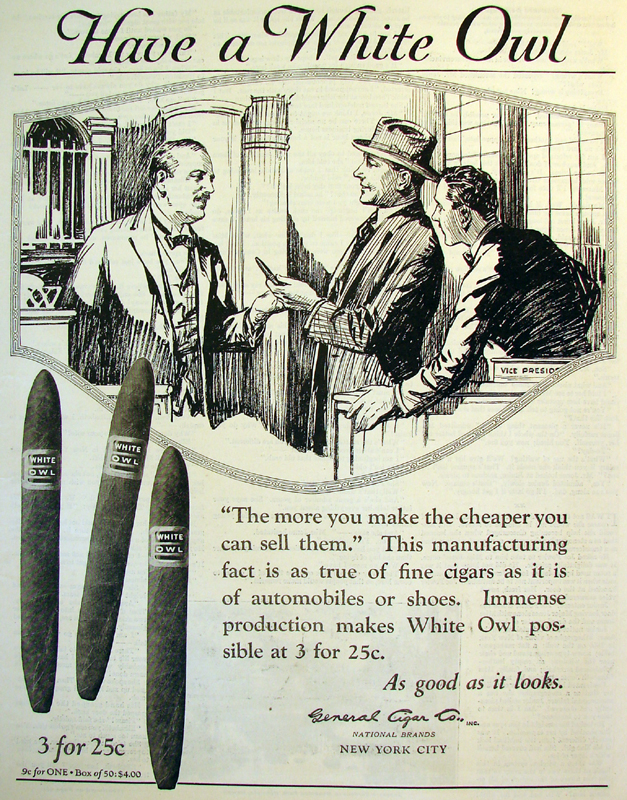 Have a White Owl
VICE PRESID
WHITE
OWL
WHITE
OWL
WHITE
OWL
"The more you make the cheaper you
can sell them." This manufacturing
fact is as true of fine cigars as it is
of automobiles or shoes. Immense
production makes White Owl pos-
sible at 3 for 25c.
As good as it looks.
General Cigar Co., INC.
NATIONAL BRANDS
NEW YORK CITY
3 for 25c
9c for ONE • Box of 50: $4.00